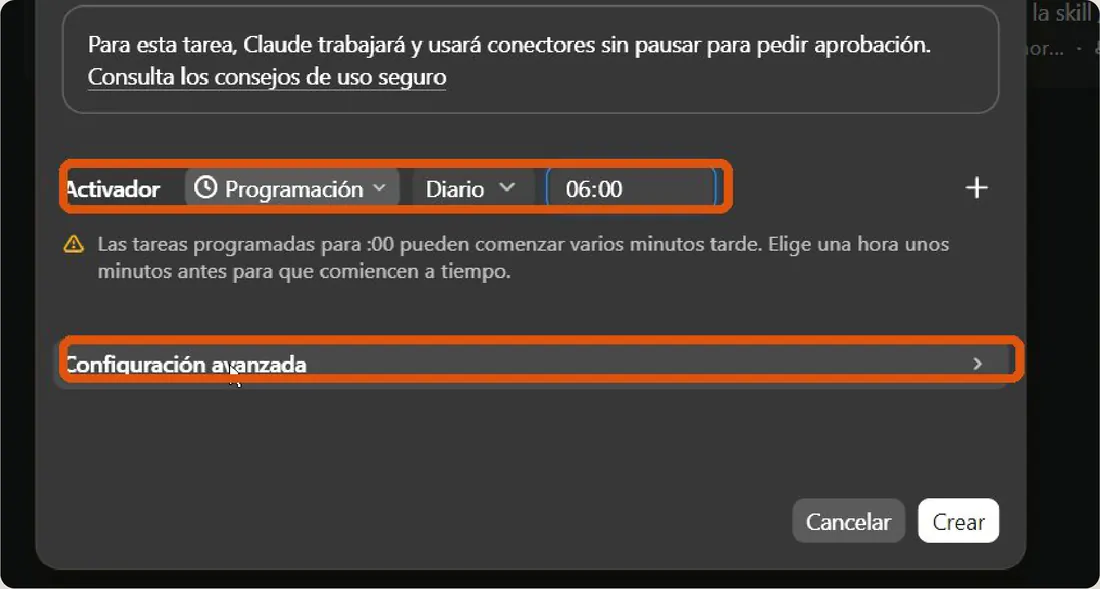 la skill
Para esta tarea, Claude trabajará y usará conectores sin pausar para pedir aprobación.
Consulta los consejos de uso seguro
Activador Programación Diario 06:00 +
Las tareas programadas para :00 pueden comenzar varios minutos tarde. Elige una hora unos
minutos antes para que comiencen a tiempo.
Configuración avanzada
Cancelar Crear